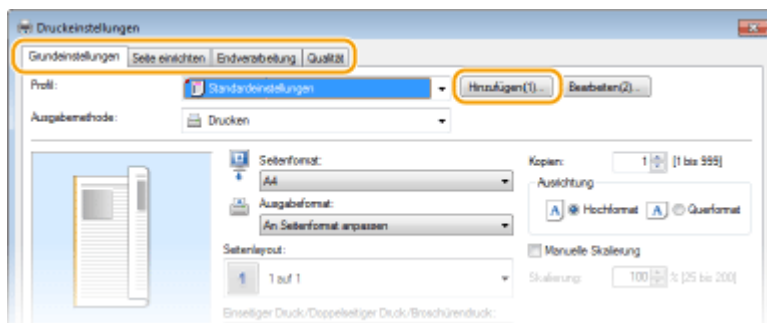 Druckeinstellungen
Grundeinstellungen Seite einrichten Endverarbeitung Qualität
Profil: Standardeinstellungen Hinzufügen(1)... Bearbeiten(2)...
Ausgabemethode: Drucken
Seitenformat: Kopien: 1 [1 bis 999]
A4 Ausrichtung
Ausgabeformat: A Hochformat A Querformat
An Seitenformat anpassen
Seitenlayout: Manuelle Skalierung
1 1 auf 1 Skalierung: 100 % [25 bis 200]
Einseitiger Druck/Doppelseitiger Druck/Broschürendruck: